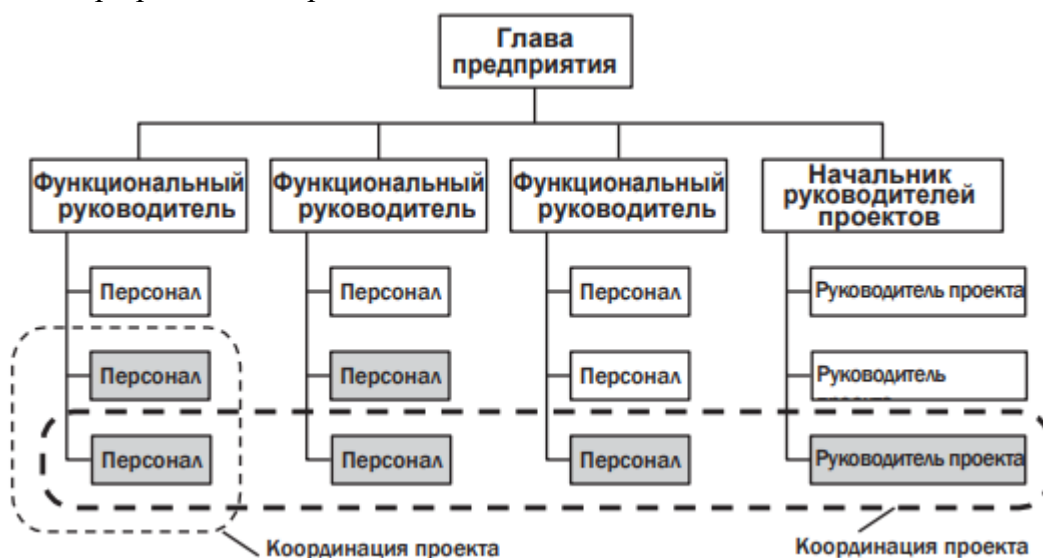 Глава
предприятия
Функциональный
руководитель
Функциональный
руководитель
Функциональный
руководитель
Начальник
руководителей
проектов
Персонал
Персонал
Персонал
Руководитель проекта
Персонал
Персонал
Персонал
Руководитель
Персонал
Персонал
Персонал
Руководитель проекта
Координация проекта
Координация проекта